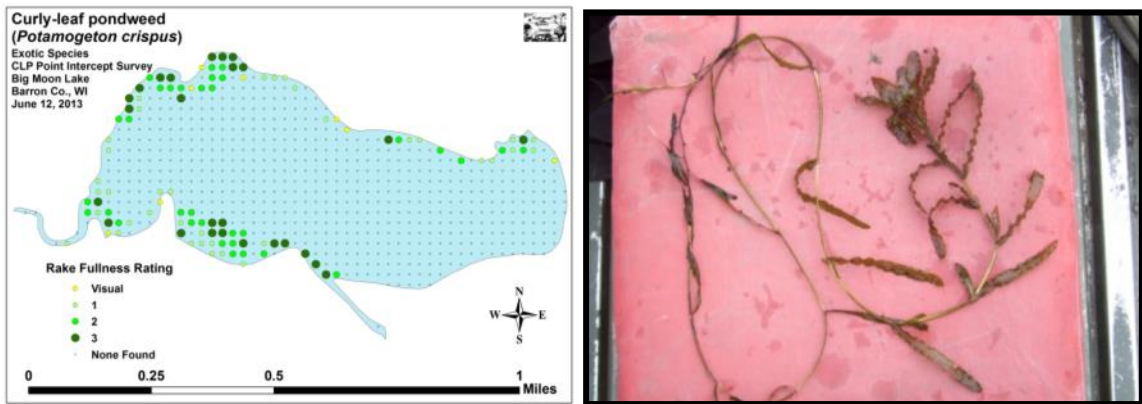 Curly-leaf pondweed
(Potamogeton crispus)
Exotic Species
CLP Point Intercept Survey
Big Moon Lake
Barron Co., WI
June 12, 2013
Rake Fullness Rating
Visual
1
2
3
None Found
N
W E
S
0 0.25 0.5 1
Miles